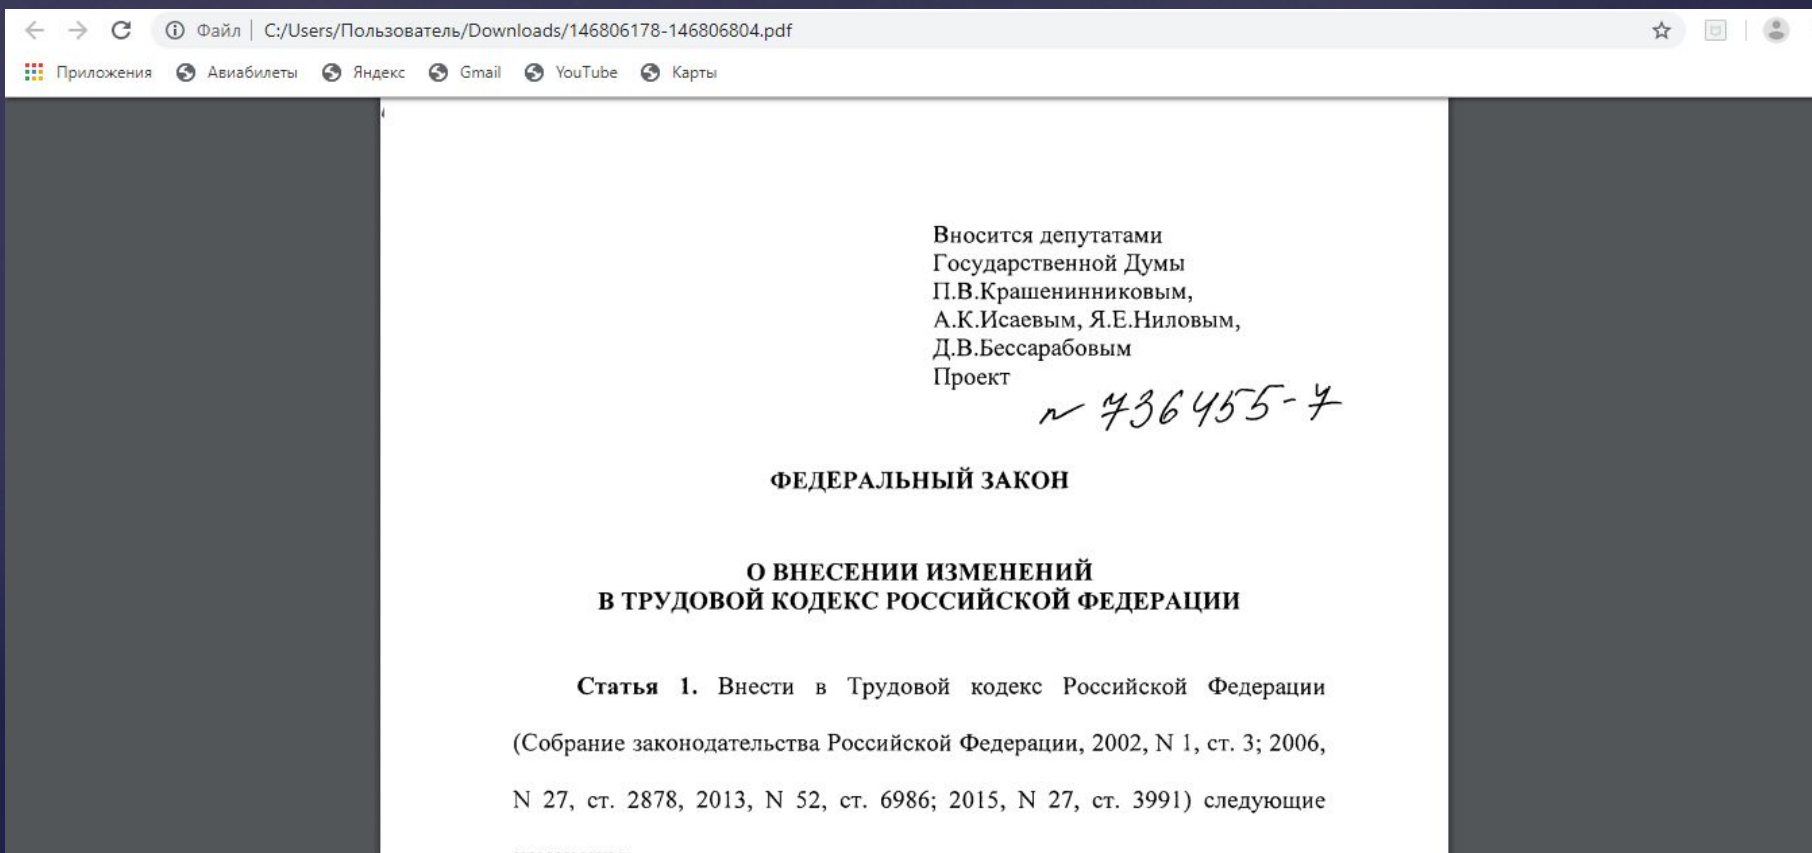 Файл | C:/Users/Пользователь/Downloads/146806178-146806804.pdf
Приложения Авиабилеты Яндекс Gmail YouTube Карты
Вносится депутатами
Государственной Думы
П.В.Крашенинниковым,
А.К.Исаевым, Я.Е.Ниловым,
Д.В.Бессарабовым
Проект
N 736455-7
ФЕДЕРАЛЬНЫЙ ЗАКОН
О ВНЕСЕНИИ ИЗМЕНЕНИЙ
В ТРУДОВОЙ КОДЕКС РОССИЙСКОЙ ФЕДЕРАЦИИ
Статья 1. Внести в Трудовой кодекс Российской Федерации
(Собрание законодательства Российской Федерации, 2002, N 1, ст. 3; 2006,
N 27, ст. 2878, 2013, N 52, ст. 6986; 2015, N 27, ст. 3991) следующие